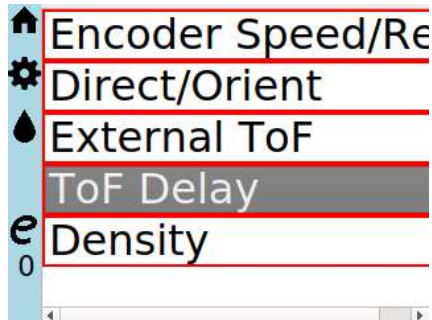 Encoder Speed/Re
Direct/Orient
External ToF
ToF Delay
Density
e
0